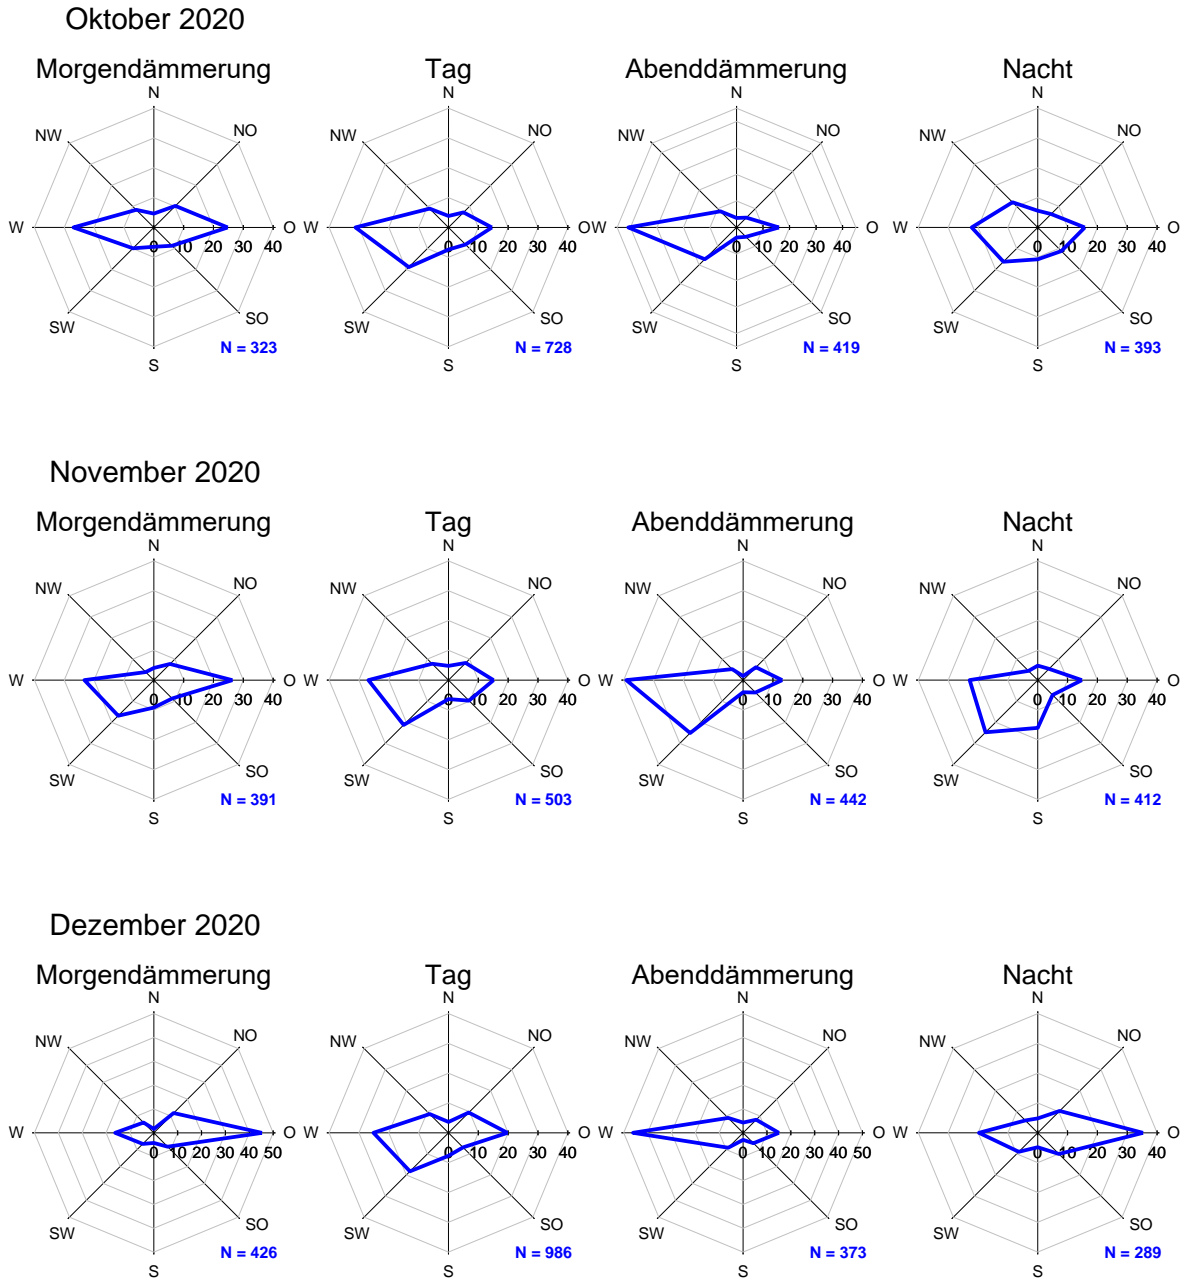 Oktober 2020
Morgendämmerung Tag Abenddämmerung Nacht
N N N N
NW NO NW NO NW NO NW NO
W O W O W O W O
0 10 20 30 40 0 10 20 30 40 0 10 20 30 40 0 10 20 30 40
SW SO SW SO SW SO SW SO
N = 323 N = 728 N = 419 N = 393
S S S S
November 2020
Morgendämmerung Tag Abenddämmerung Nacht
N N N N
NW NO NW NO NW NO NW NO
W O W O W O W O
0 10 20 30 40 0 10 20 30 40 0 10 20 30 40 0 10 20 30 40
SW SO SW SO SW SO SW SO
N = 391 N = 503 N = 442 N = 412
S S S S
Dezember 2020
Morgendämmerung Tag Abenddämmerung Nacht
N N N N
NW NO NW NO NW NO NW NO
W O W O W O W O
0 10 20 30 40 50 0 10 20 30 40 0 10 20 30 40 50 0 10 20 30 40
SW SO SW SO SW SO SW SO
N = 426 N = 986 N = 373 N = 289
S S S S